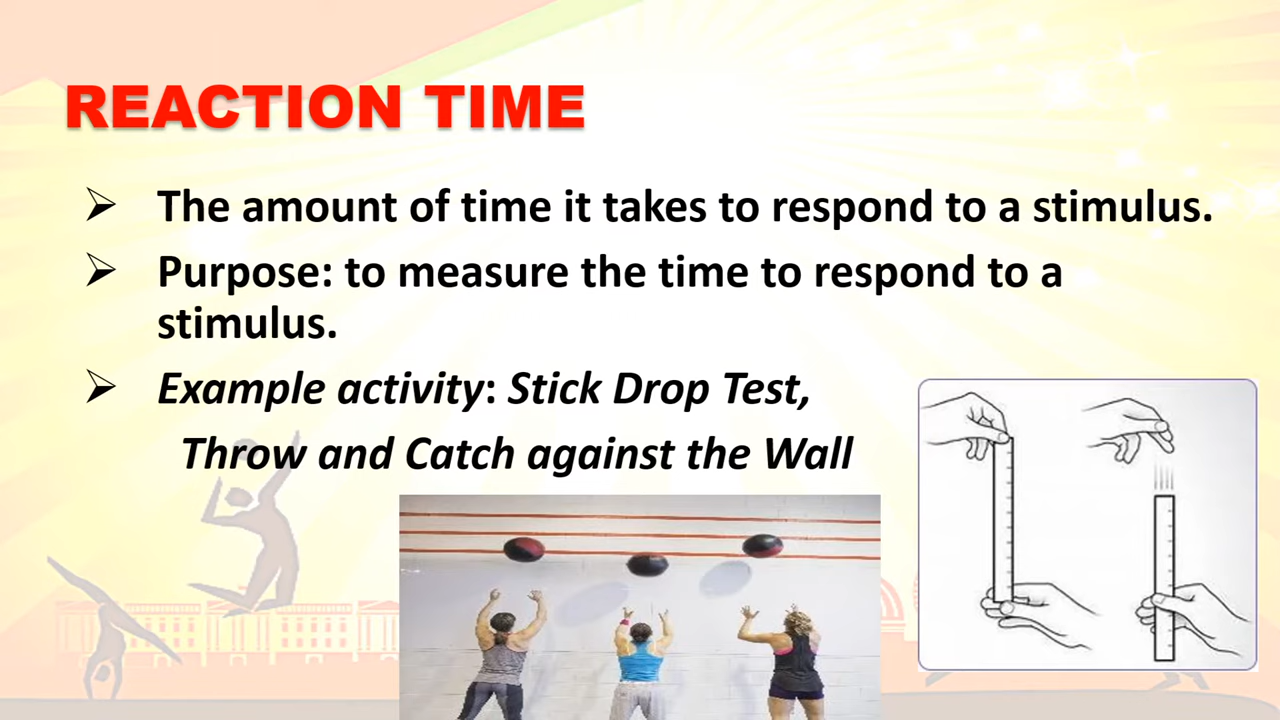 REACTION TIME
➢ The amount of time it takes to respond to a stimulus.
➢ Purpose: to measure the time to respond to a
stimulus.
➢ Example activity: Stick Drop Test,
Throw and Catch against the Wall